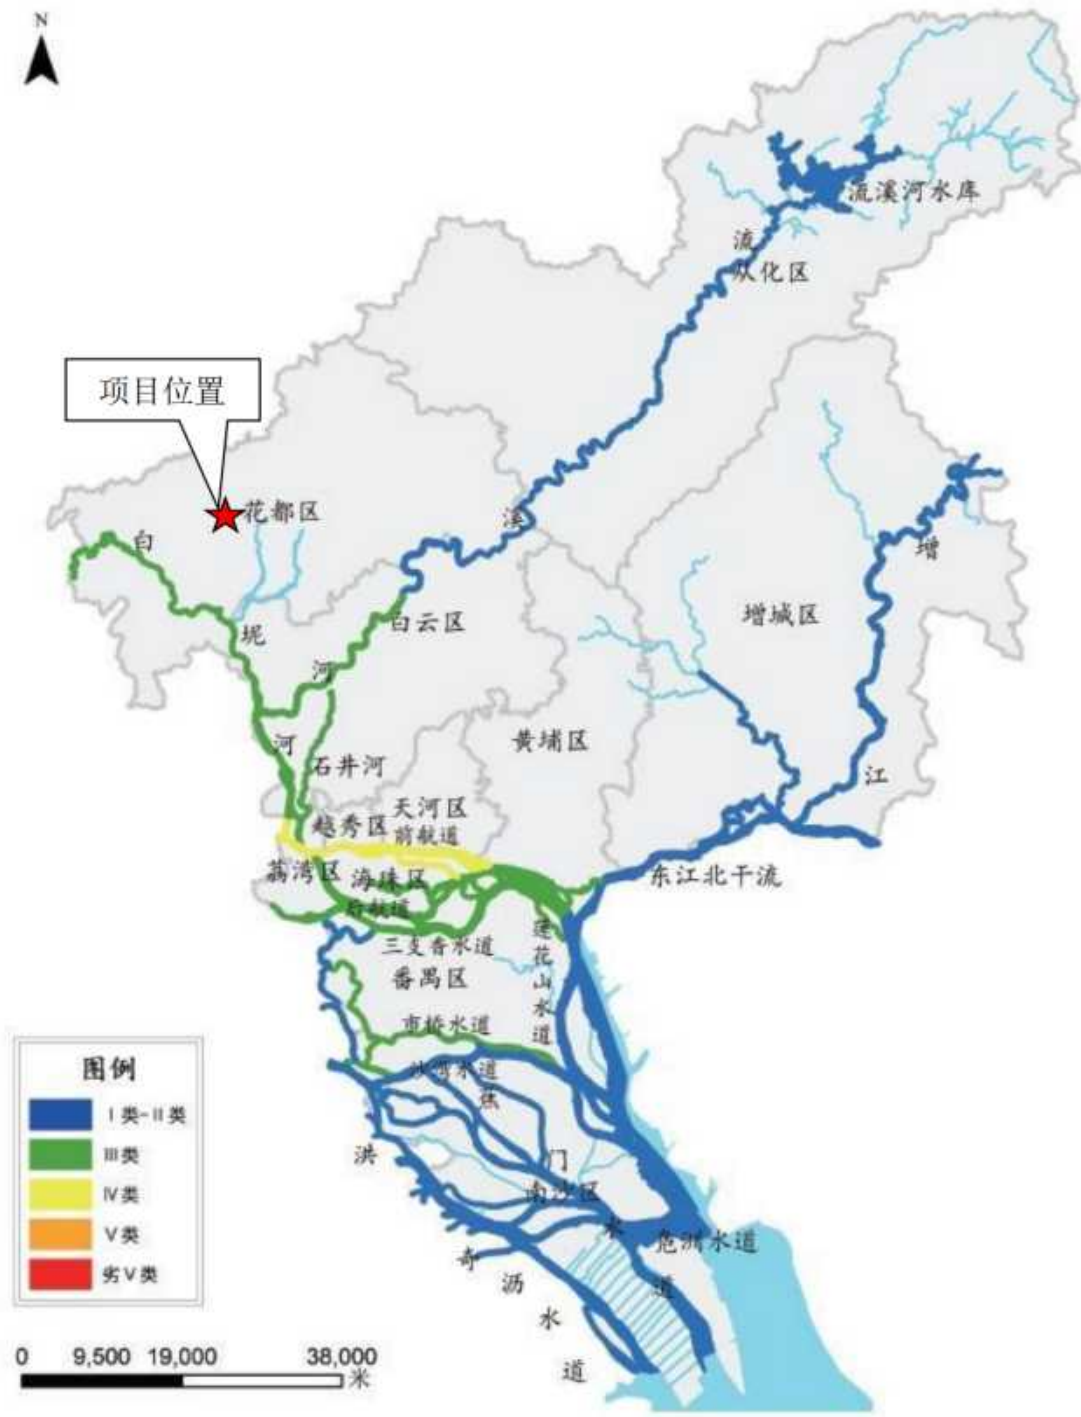 N
流溪河水库
流
从化区
项目位置
花都区
溪
白
增
增城区
白云区
坭
河
黄埔区
河
石井河
江
天河区
越秀区
前航道
荔湾区
海珠区
东江北干流
后航道
三支香水道
莲花山水道
番禺区
市桥水道
沙湾水道
蕉
图例
I类-II类
III类
IV类
V类
劣V类
洪
门
南沙区
水
凫洲水道
奇
道
沥
水
道
0 9,500 19,000 38,000
米